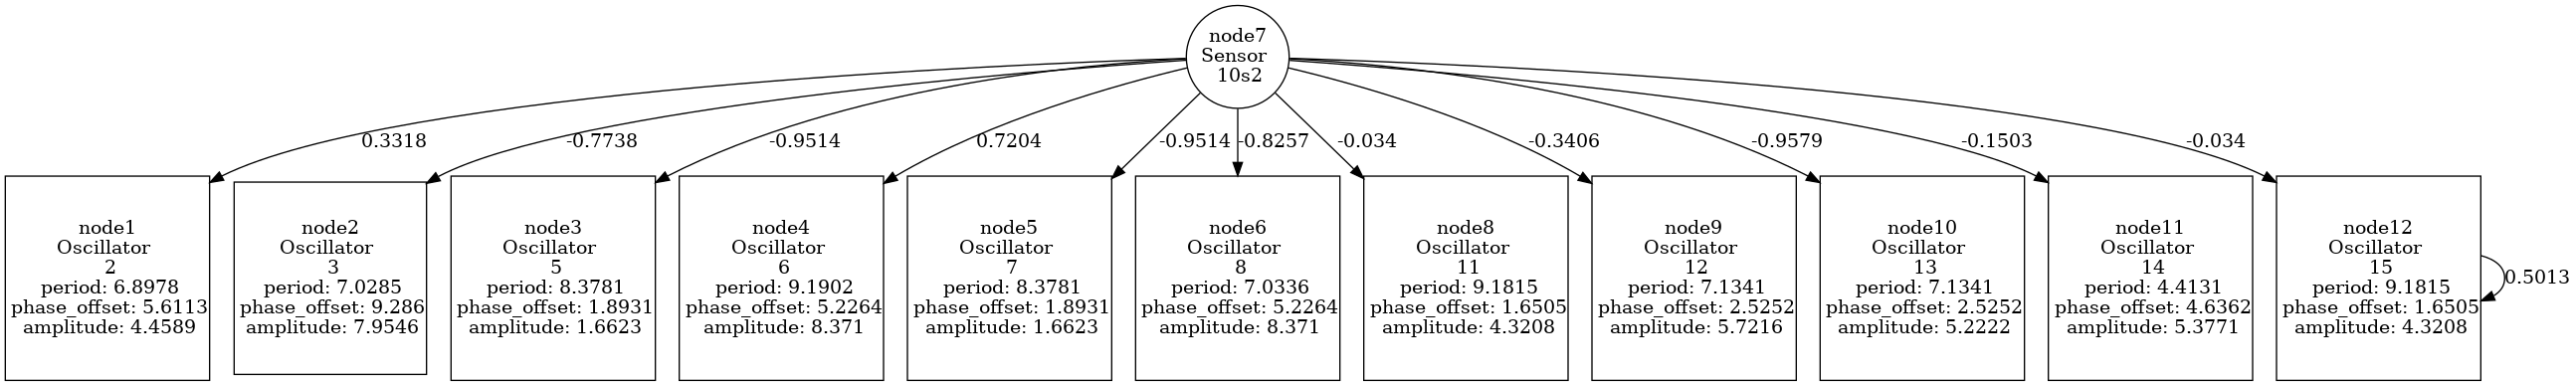 node7
Sensor
10s2
0.3318
-0.7738
-0.9514
0.7204
-0.9514
-0.8257
-0.034
-0.3406
-0.9579
-0.1503
-0.034
node1
Oscillator
2
period: 6.8978
phase_offset: 5.6113
amplitude: 4.4589
node2
Oscillator
3
period: 7.0285
phase_offset: 9.286
amplitude: 7.9546
node3
Oscillator
5
period: 8.3781
phase_offset: 1.8931
amplitude: 1.6623
node4
Oscillator
6
period: 9.1902
phase_offset: 5.2264
amplitude: 8.371
node5
Oscillator
7
period: 8.3781
phase_offset: 1.8931
amplitude: 1.6623
node6
Oscillator
8
period: 7.0336
phase_offset: 5.2264
amplitude: 8.371
node8
Oscillator
11
period: 9.1815
phase_offset: 1.6505
amplitude: 4.3208
node9
Oscillator
12
period: 7.1341
phase_offset: 2.5252
amplitude: 5.7216
node10
Oscillator
13
period: 7.1341
phase_offset: 2.5252
amplitude: 5.2222
node11
Oscillator
14
period: 4.4131
phase_offset: 4.6362
amplitude: 5.3771
node12
Oscillator
15
period: 9.1815
phase_offset: 1.6505
amplitude: 4.3208
0.5013